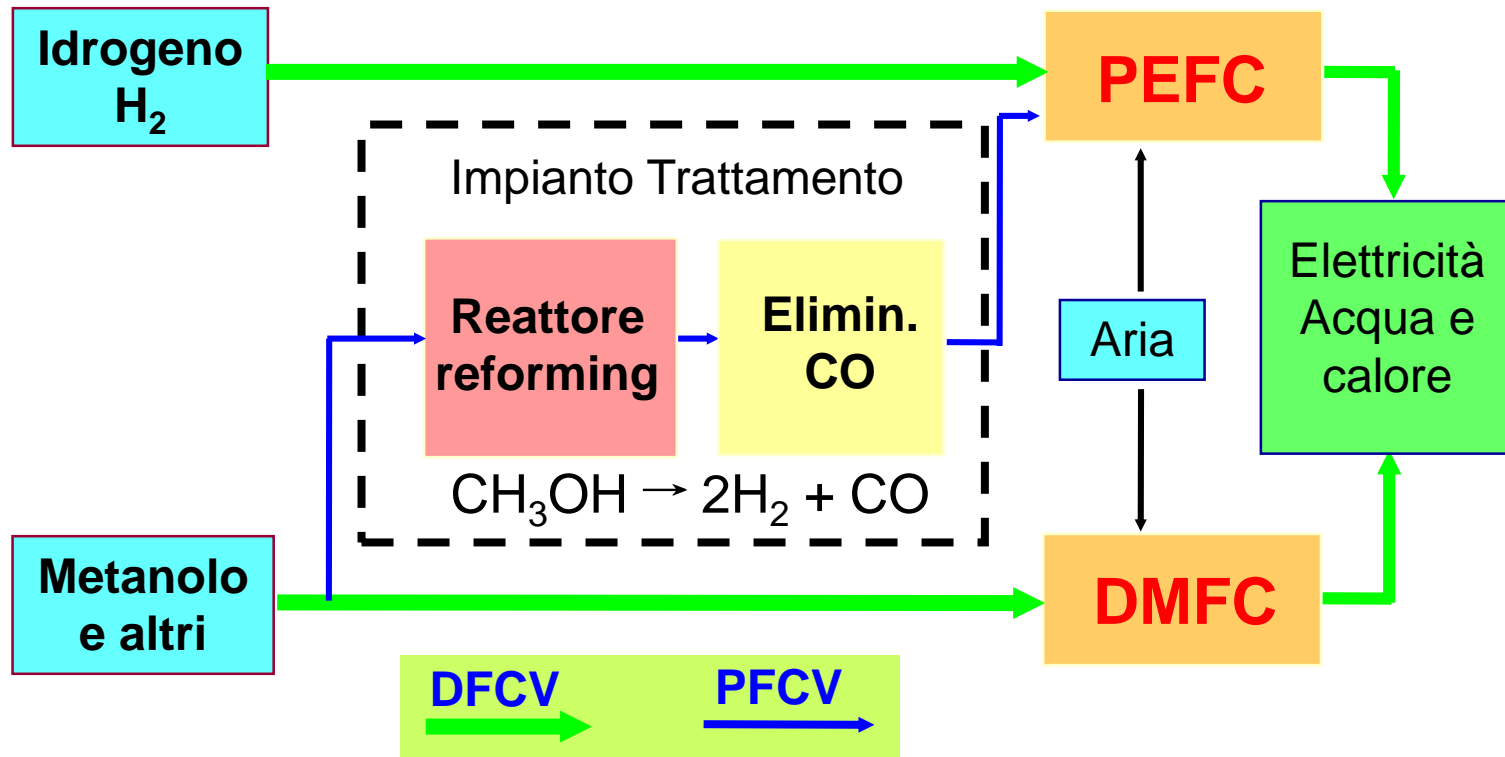 Idrogeno
H₂
PEFC
Impianto Trattamento
Reattore
reforming
Elimin.
CO
Aria
Elettricità
Acqua e
calore
CH₃OH → 2H₂ + CO
Metanolo
e altri
DMFC
DFCV
PFCV